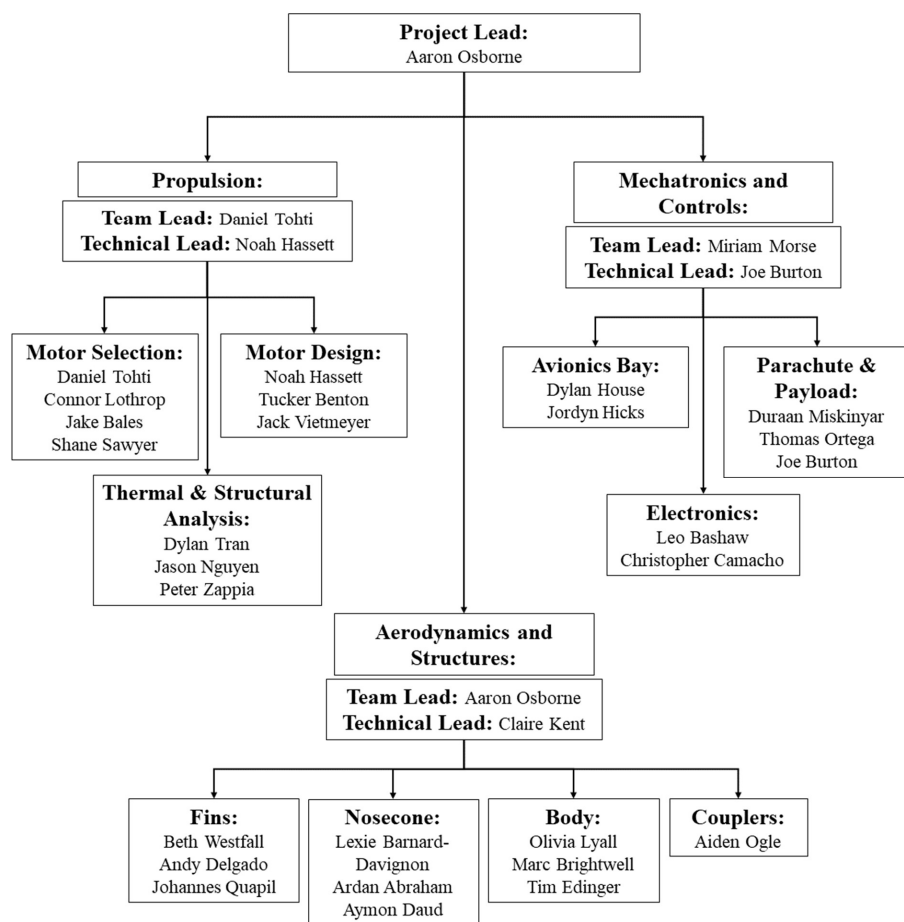 Project Lead:
Aaron Osborne
Propulsion:
Team Lead: Daniel Tohti
Technical Lead: Noah Hassett
Mechatronics and
Controls:
Team Lead: Miriam Morse
Technical Lead: Joe Burton
Motor Selection:
Daniel Tohti
Connor Lothrop
Jake Bales
Shane Sawyer
Motor Design:
Noah Hassett
Tucker Benton
Jack Vietmeyer
Avionics Bay:
Dylan House
Jordyn Hicks
Parachute &
Payload:
Duraan Miskinyar
Thomas Ortega
Joe Burton
Thermal & Structural
Analysis:
Dylan Tran
Jason Nguyen
Peter Zappia
Electronics:
Leo Bashaw
Christopher Camacho
Aerodynamics and
Structures:
Team Lead: Aaron Osborne
Technical Lead: Claire Kent
Fins:
Beth Westfall
Andy Delgado
Johannes Quapil
Nosecone:
Lexie Barnard-
Davignon
Ardan Abraham
Aymon Daud
Body:
Olivia Lyall
Marc Brightwell
Tim Edinger
Couplers:
Aiden Ogle